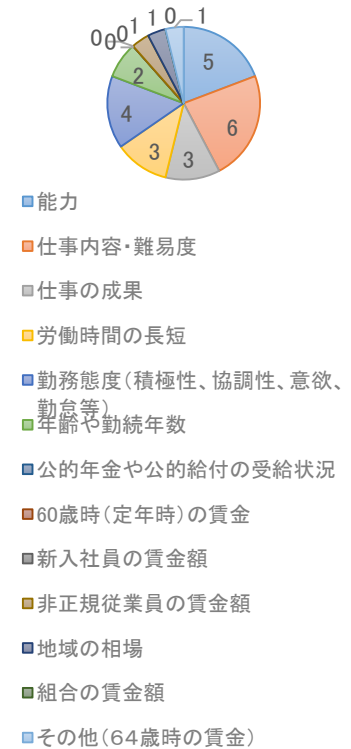 0 0 0 1 1 0 1
5
2
4
6
3
3
能力
仕事内容・難易度
仕事の成果
労働時間の長短
勤務態度（積極性、協調性、意欲、
勤怠等）
年齢や勤続年数
公的年金や公的給付の受給状況
60歳時（定年時）の賃金
新入社員の賃金額
非正規従業員の賃金額
地域の相場
組合の賃金額
その他（６４歳時の賃金）